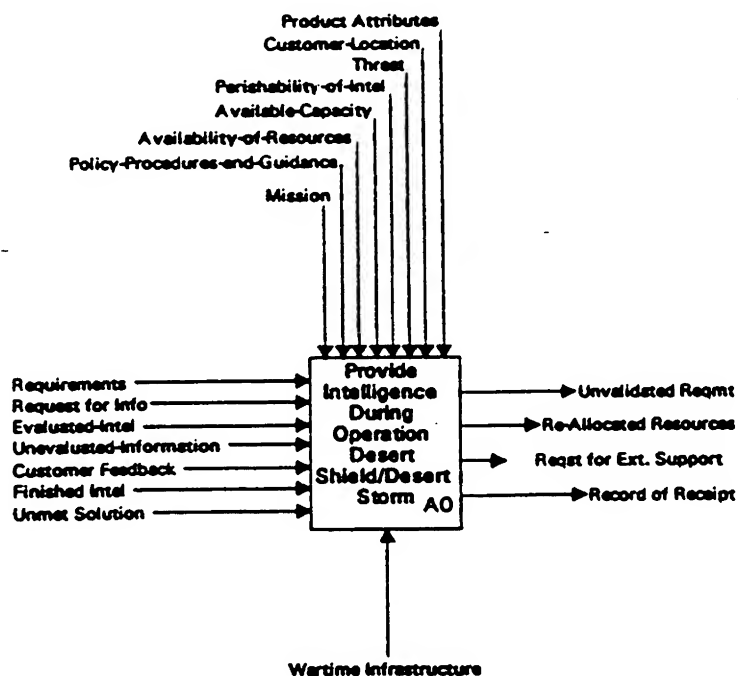 Product Attributes
Customer-Location
Threat
Perishability-of-Intel
Available-Capacity
Availability-of-Resources
Policy-Procedures-and-Guidance
Mission
Provide
Intelligence
During
Operation
Desert
Shield/Desert
Storm A0
Requirements
Request for Info
Evaluated-Intel
Unevaluated-Information
Customer Feedback
Finished Intel
Unmet Solution
Unvalidated Reqmt
Re-Allocated Resources
Reqst for Ext. Support
Record of Receipt
Wartime Infrastructure